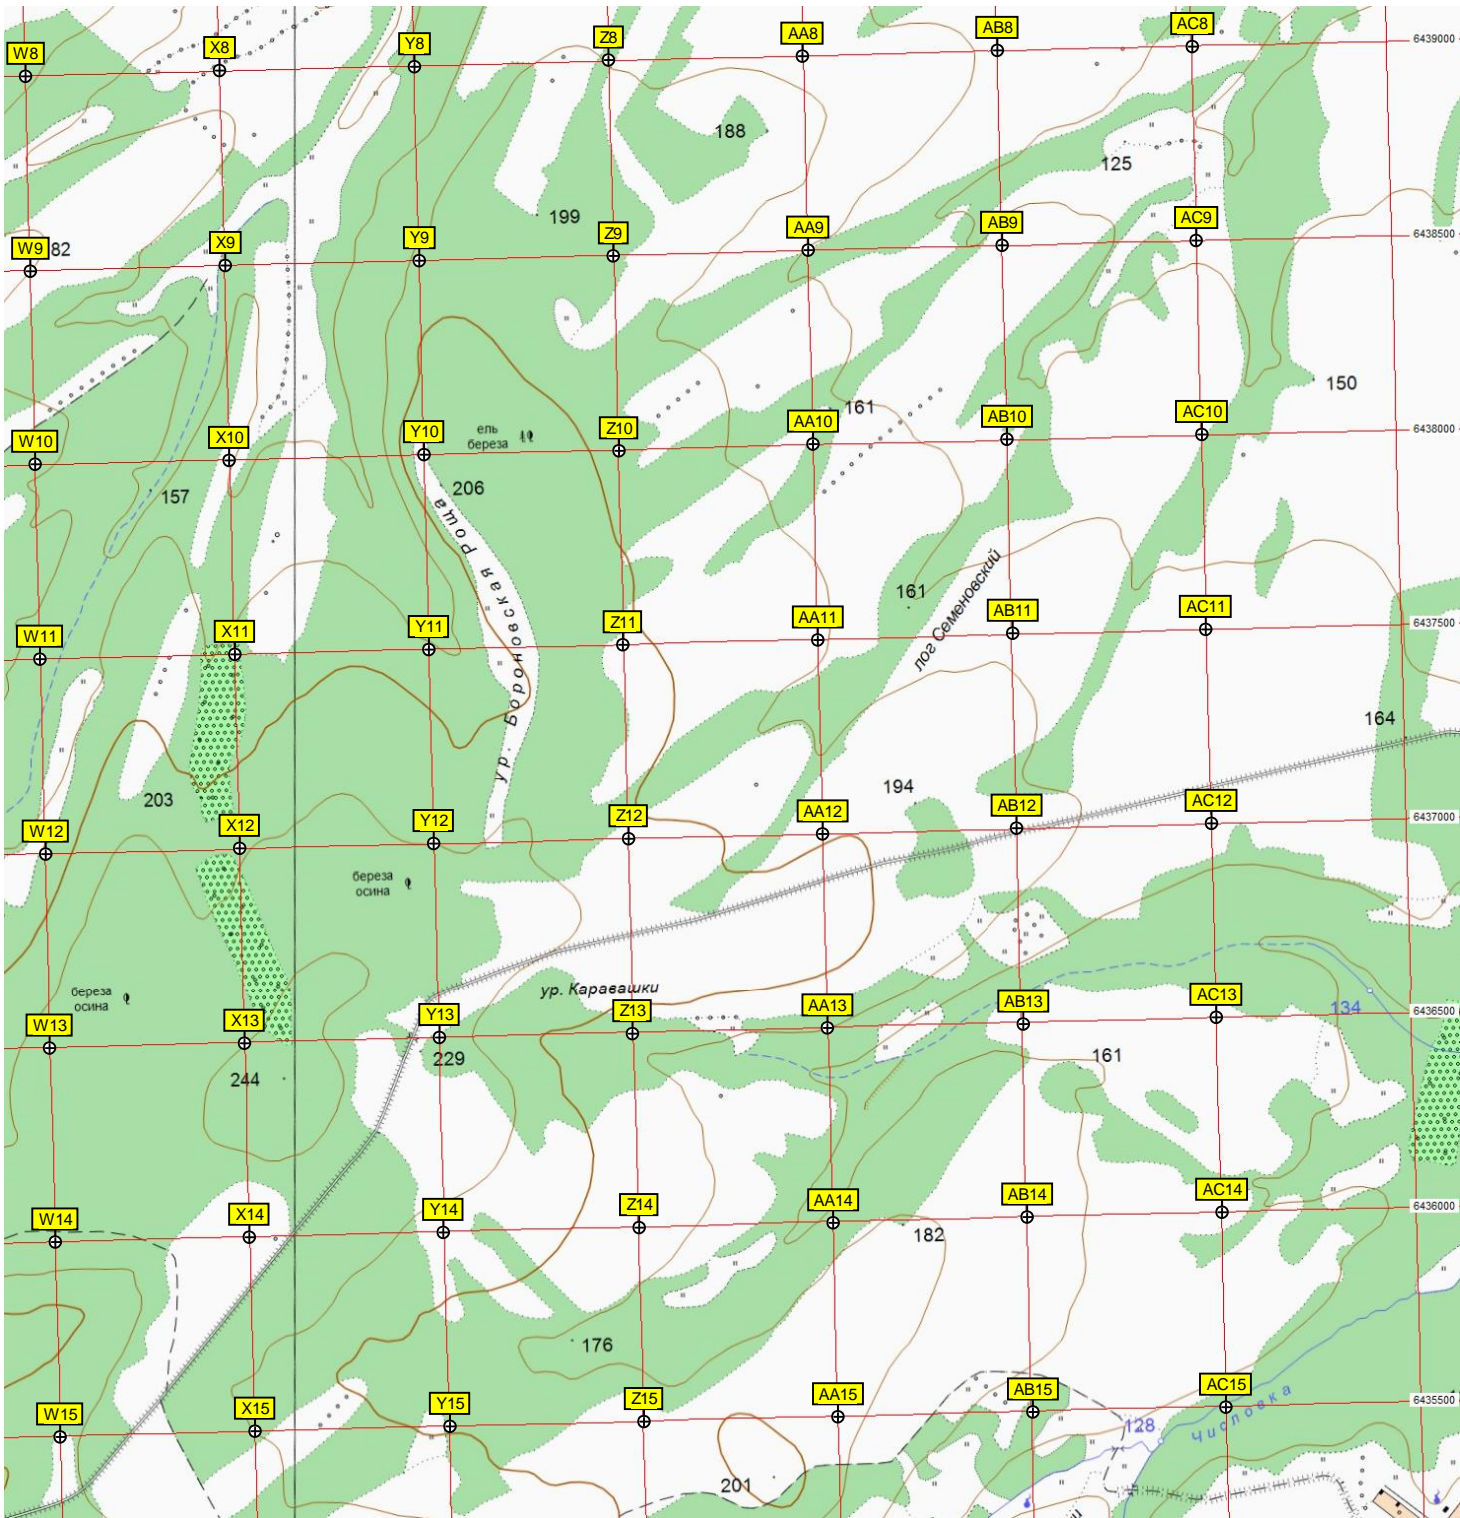 W8 X8 Y8 Z8 AA8 AB8 AC8
6439000
188
125
199
W9 82 X9 Y9 Z9 AA9 AB9 AC9
6438500
150
161
W10 X10 Y10 Z10 AA10 AB10 AC10
6438000
ель
береза
157
206
ур. Бороновская Роща
161
лог Семеновский
W11 X11 Y11 Z11 AA11 AB11 AC11
6437500
164
203
194
W12 X12 Y12 Z12 AA12 AB12 AC12
6437000
береза
осина
береза
осина
ур. Каравашки
W13 X13 Y13 Z13 AA13 AB13 AC13
134
6436500
229
161
244
W14 X14 Y14 Z14 AA14 AB14 AC14
6436000
182
176
W15 X15 Y15 Z15 AA15 AB15 AC15
6435500
128
Числовка
201